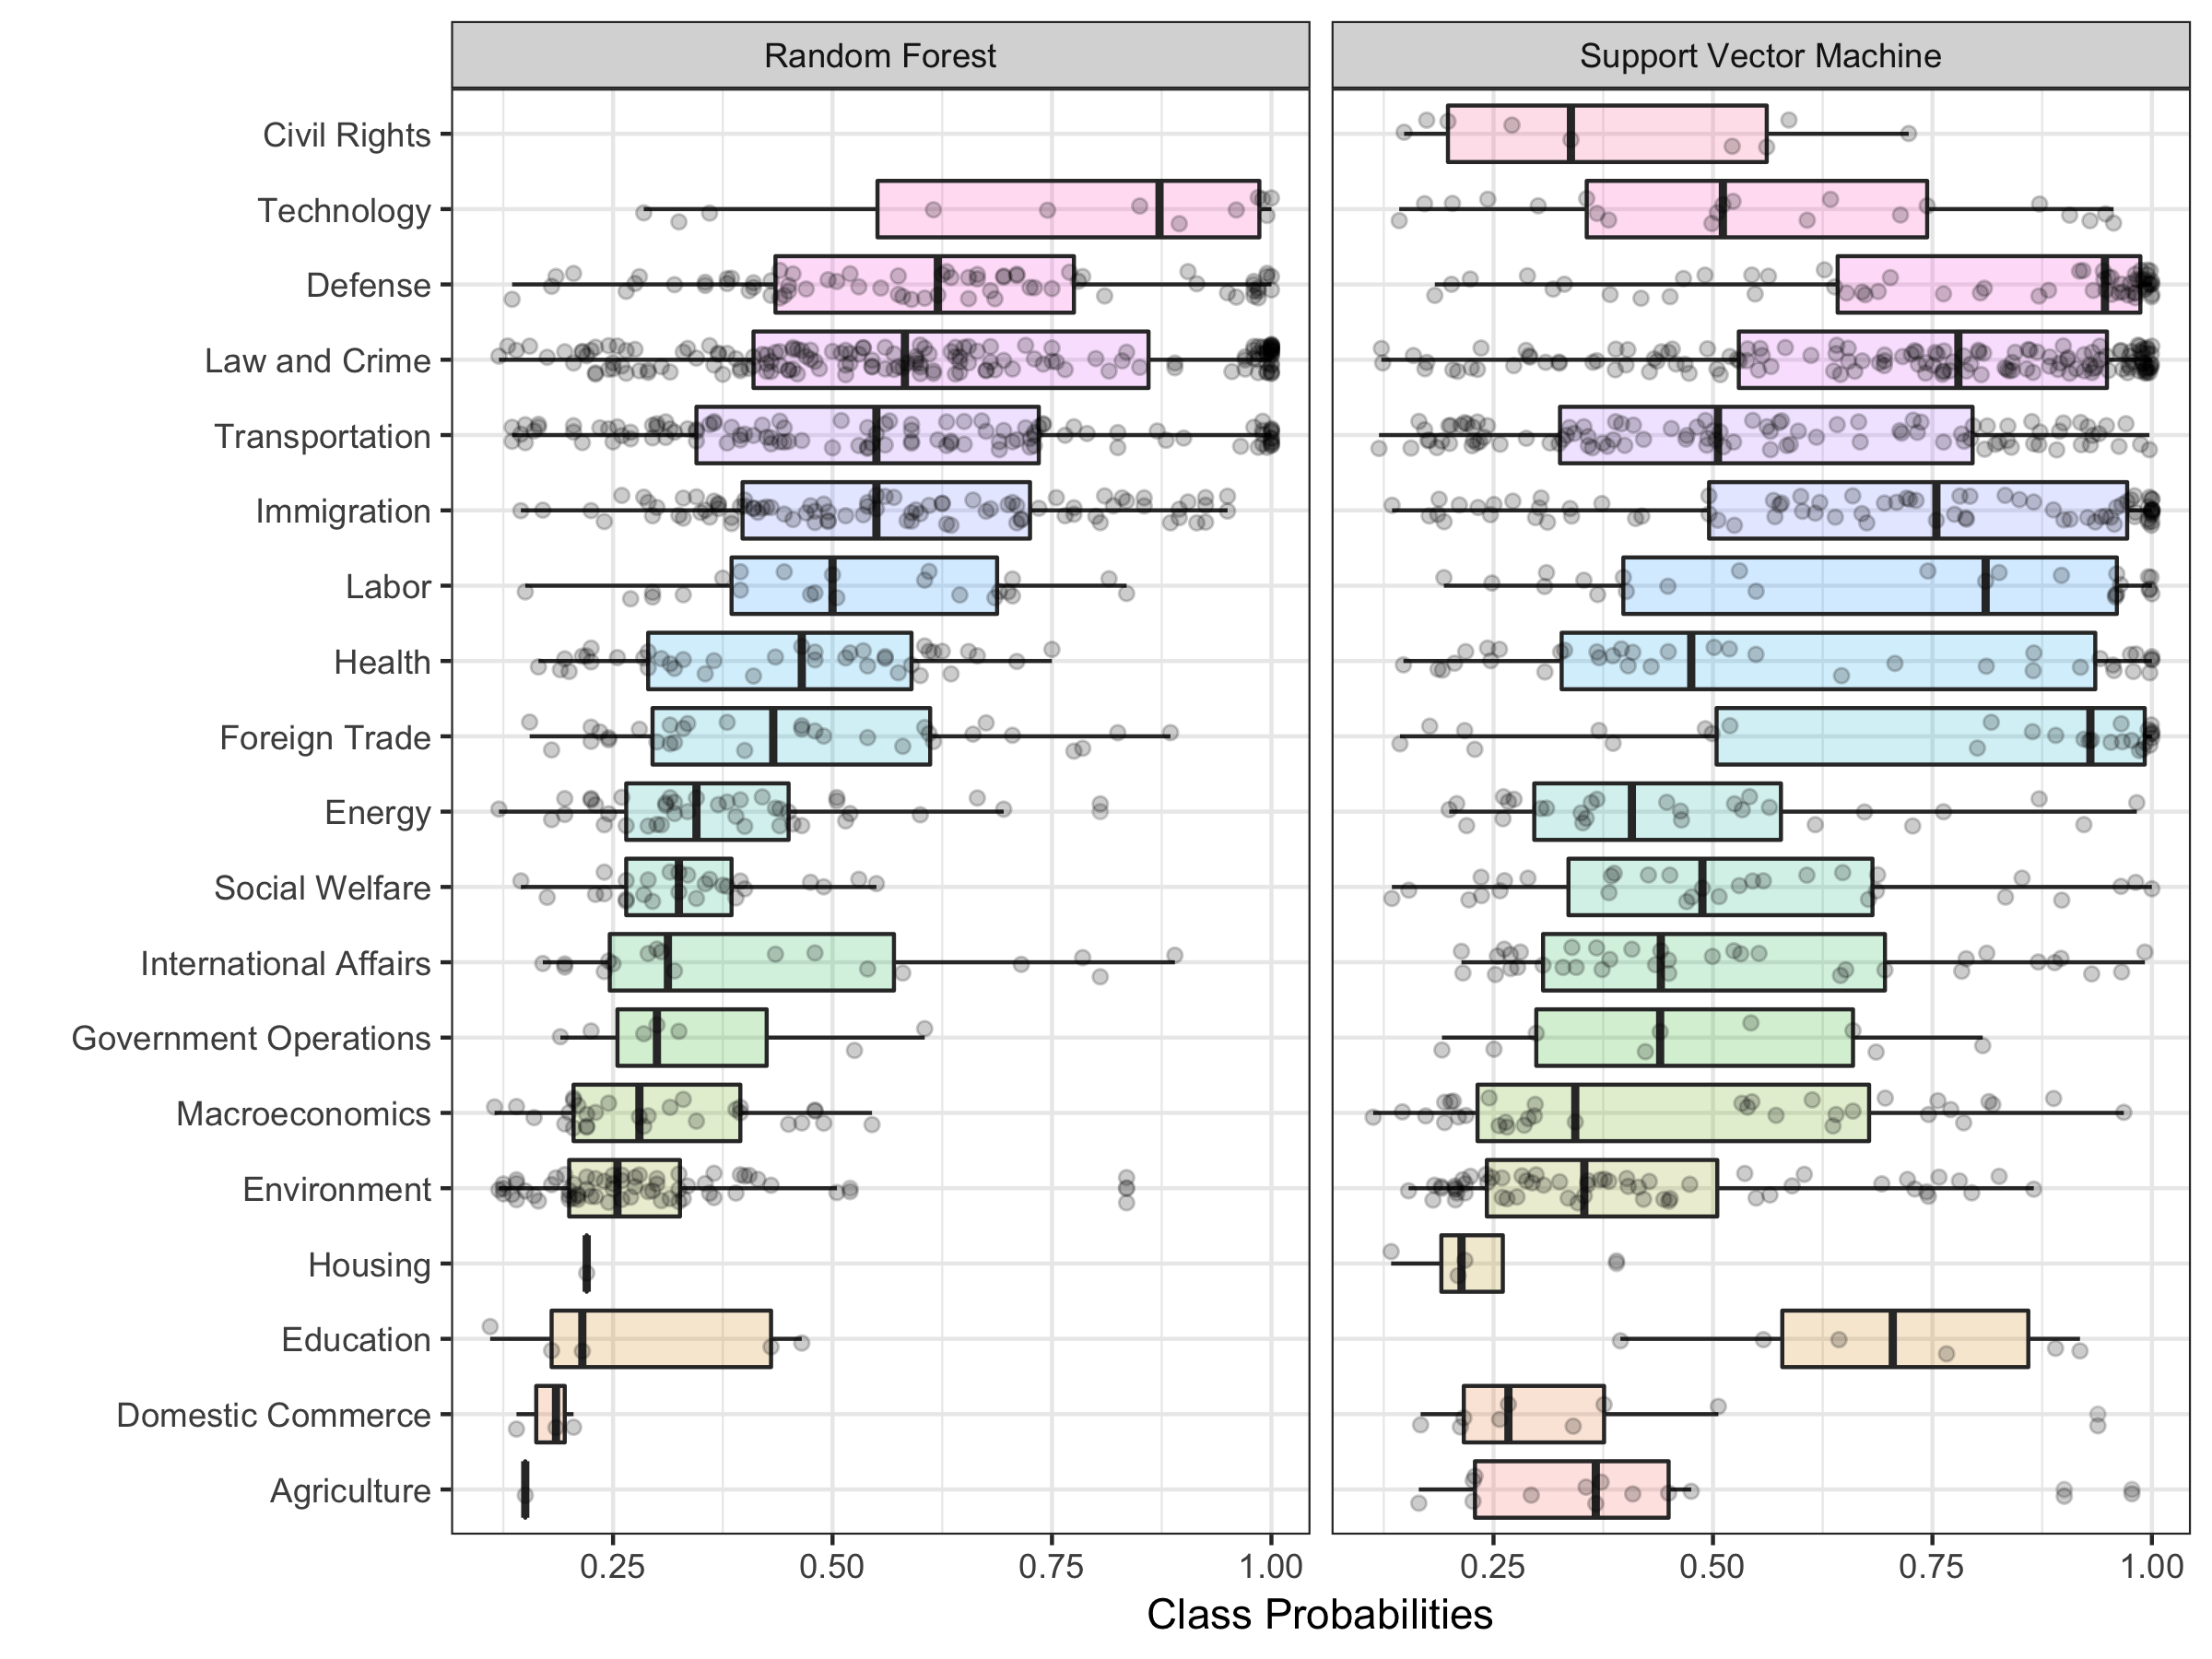 Random Forest
Support Vector Machine
Civil Rights
Technology
Defense
Law and Crime
Transportation
Immigration
Labor
Health
Foreign Trade
Energy
Social Welfare
International Affairs
Government Operations
Macroeconomics
Environment
Housing
Education
Domestic Commerce
Agriculture
0.25 0.50 0.75 1.00 0.25 0.50 0.75 1.00
Class Probabilities